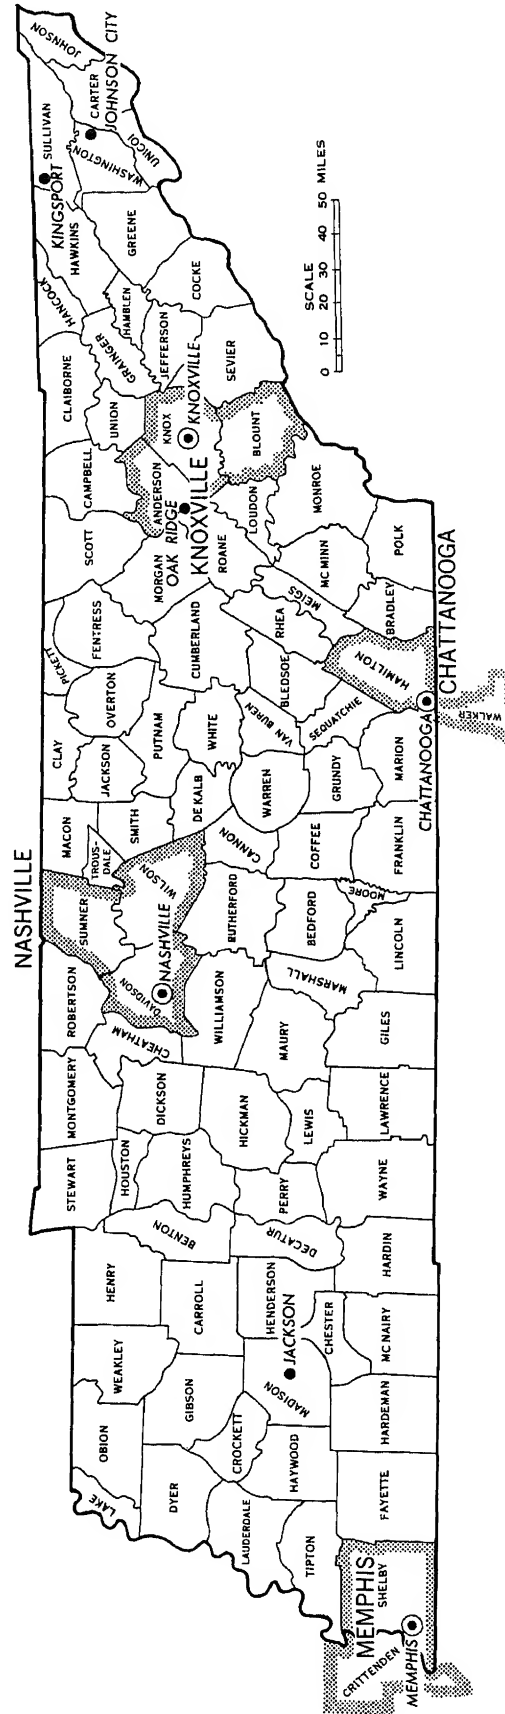 NASHVILLE
KNOXVILLE
CHATTANOOGA
MEMPHIS
LAKE
OBION
WEAKLEY
HENRY
STEWART
MONTGOMERY
ROBERTSON
SUMNER
MACON
TROUS-
DALE
CLAY
PICKETT
SCOTT
CAMPBELL
CLAIBORNE
HANCOCK
HAWKINS
KINGSPORT
SULLIVAN
JOHNSON
CARTER
JOHNSON CITY
WASHINGTON
UNICOI
GREENE
HAMBLEN
GRAINGER
UNION
DYER
GIBSON
CARROLL
BENTON
HOUSTON
HUMPHREYS
DICKSON
CHEATHAM
DAVIDSON
NASHVILLE
WILSON
SMITH
JACKSON
OVERTON
FENTRESS
PUTNAM
MORGAN
ANDERSON
OAK RIDGE
KNOX
KNOXVILLE
JEFFERSON
COCKE
SEVIER
BLOUNT
LOUDON
ROANE
CUMBERLAND
WHITE
DE KALB
LAUDERDALE
CROCKETT
HAYWOOD
MADISON
JACKSON
HENDERSON
DECATUR
PERRY
HICKMAN
LEWIS
WILLIAMSON
MAURY
RUTHERFORD
CANNON
WARREN
VAN BUREN
BLEDSOE
RHEA
MEIGS
MC MINN
MONROE
TIPTON
CHESTER
MARSHALL
BEDFORD
COFFEE
GRUNDY
SEQUATCHIE
HAMILTON
BRADLEY
POLK
SHELBY
FAYETTE
HARDEMAN
MC NAIRY
HARDIN
WAYNE
LAWRENCE
GILES
LINCOLN
MOORE
FRANKLIN
MARION
CHATTANOOGA
WALKER
CRITTENDEN
MEMPHIS
SCALE
0 10 20 30 40 50 MILES